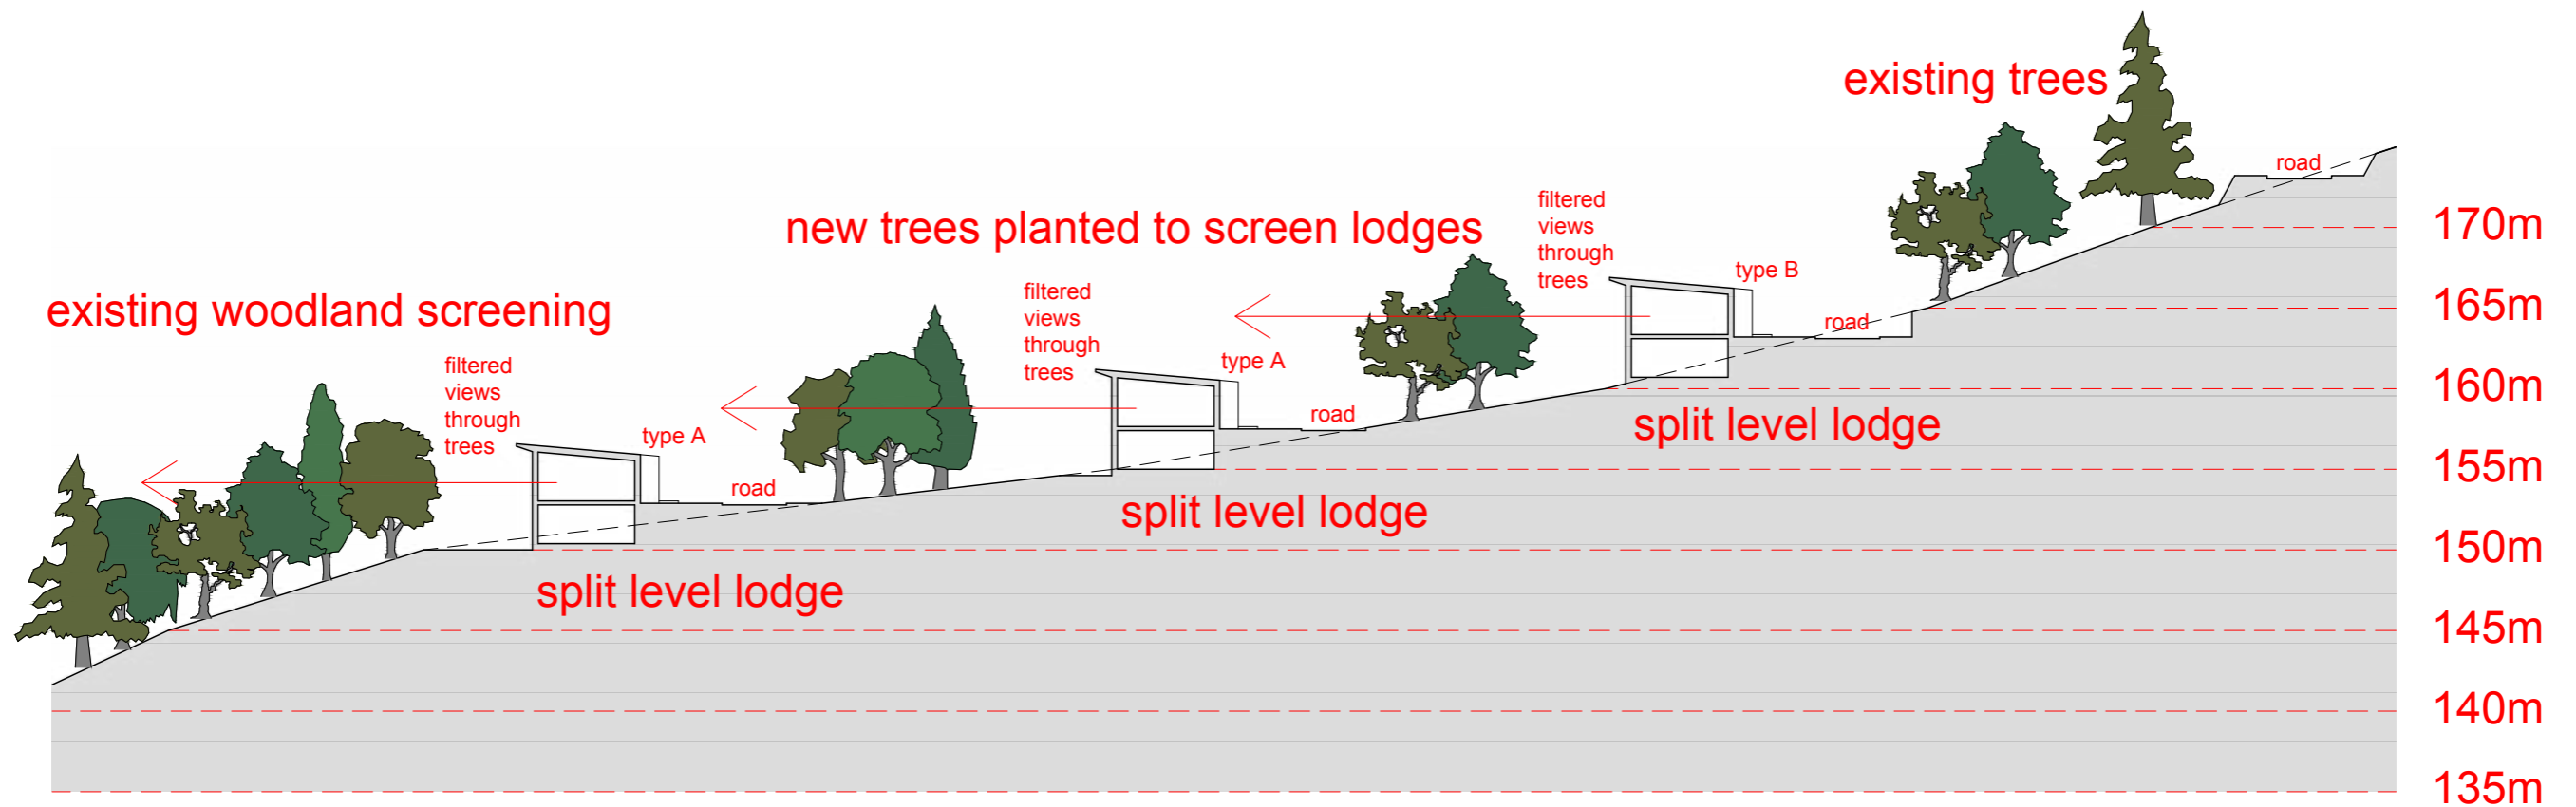 existing trees
road
170m
new trees planted to screen lodges
filtered
views
through
trees
type B
road
165m
existing woodland screening
filtered
views
through
trees
type A
road
160m
split level lodge
filtered
views
through
trees
type A
road
155m
split level lodge
150m
split level lodge
145m
140m
135m